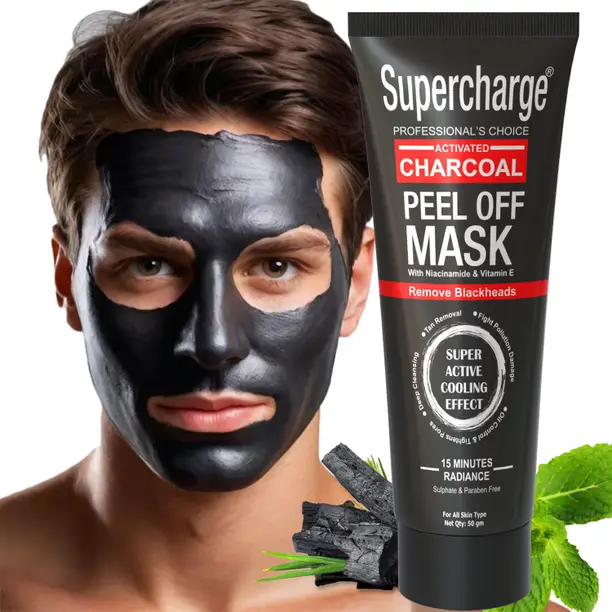 Supercharge®
PROFESSIONAL'S CHOICE
ACTIVATED
CHARCOAL
PEEL OFF
MASK
With Niacinamide & Vitamin E
Remove Blackheads
• Deep Cleansing • Tan Removal • Fight Pollution Damage • Oil Control & Tightens Pores
SUPER
ACTIVE
COOLING
EFFECT
15 MINUTES
RADIANCE
Sulphate & Paraben Free
For All Skin Type
Net Qty: 50 gm